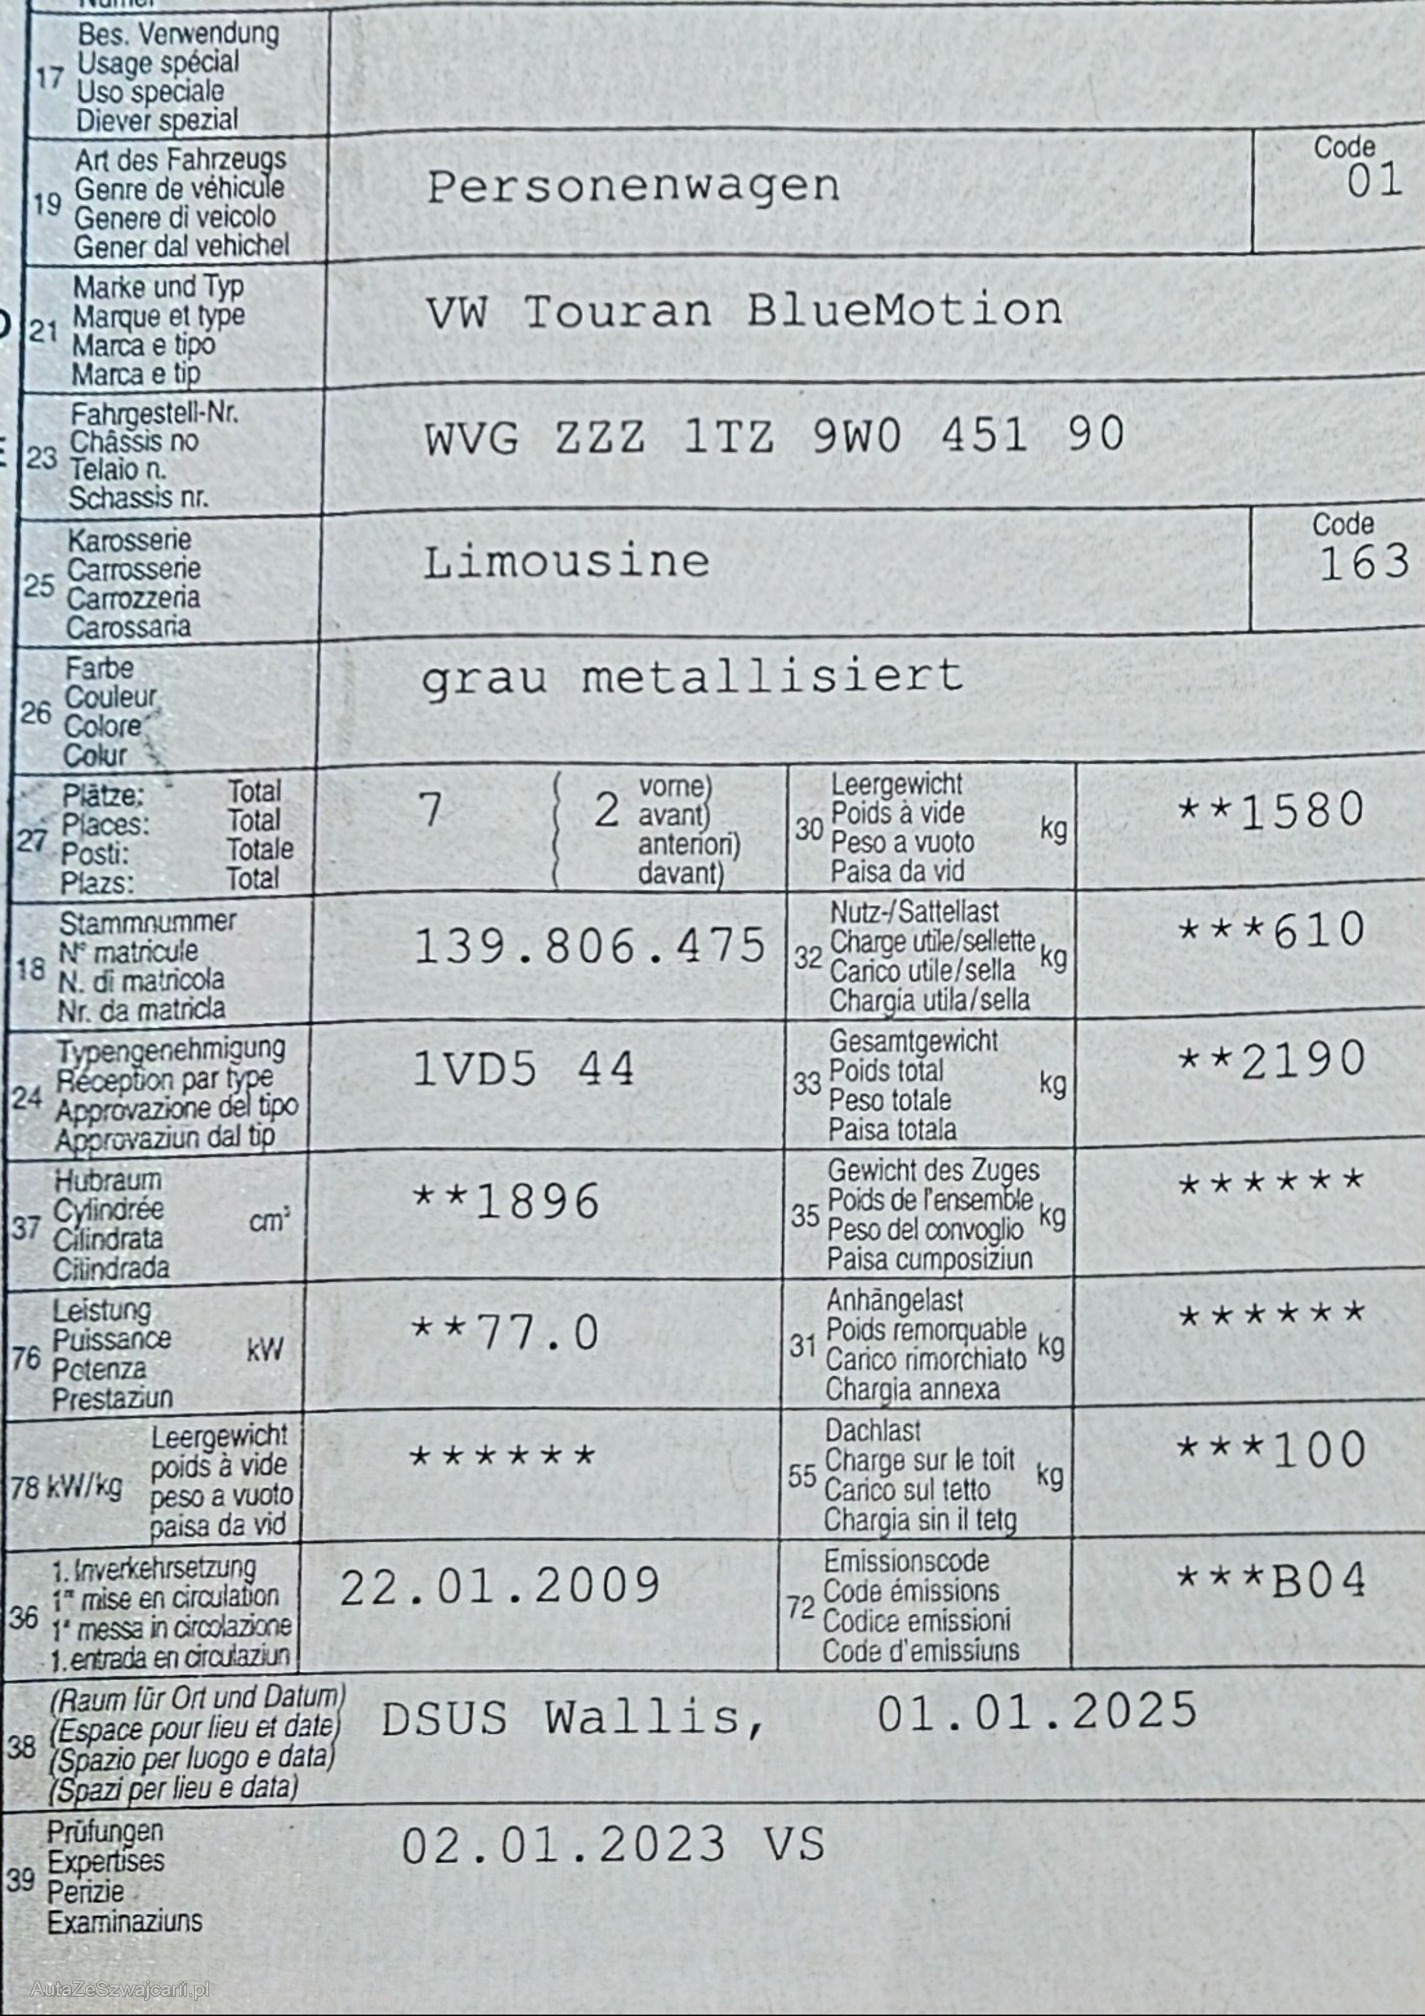 17 Bes. Verwendung
Usage spécial
Uso speciale
Diever spezial
19 Art des Fahrzeugs
Genre de véhicule
Genere di veicolo
Gener dal vehichel
Personenwagen
Code
01
21 Marke und Typ
Marque et type
Marca e tipo
Marca e tip
VW Touran BlueMotion
23 Fahrgestell-Nr.
Châssis no
Telaio n.
Schassis nr.
WVG ZZZ 1TZ 9W0 451 90
25 Karosserie
Carrosserie
Carrozzeria
Carossaria
Limousine
Code
163
26 Farbe
Couleur
Colore
Colur
grau metallisiert
27 Plätze: Total
Places: Total
Posti: Totale
Plazs: Total
7 ( 2 vorne)
avant)
anteriori)
davant)
30 Leergewicht
Poids à vide
Peso a vuoto
Paisa da vid
kg
**1580
18 Stammnummer
N° matricule
N. di matricola
Nr. da matricla
139.806.475
32 Nutz-/Sattellast
Charge utile/sellette
Carico utile/sella
Chargia utila/sella
kg
***610
24 Typengenehmigung
Réception par type
Approvazione del tipo
Approvaziun dal tip
1VD5 44
33 Gesamtgewicht
Poids total
Peso totale
Paisa totala
kg
**2190
37 Hubraum
Cylindrée
Cilindrata
Cilindrada
cm³
**1896
35 Gewicht des Zuges
Poids de l'ensemble
Peso del convoglio
Paisa cumposiziun
kg
******
76 Leistung
Puissance
Potenza
Prestaziun
kW
**77.0
31 Anhängelast
Poids remorquable
Carico rimorchiato
Chargia annexa
kg
******
78 kW/kg
Leergewicht
poids à vide
peso a vuoto
paisa da vid
******
55 Dachlast
Charge sur le toit
Carico sul tetto
Chargia sin il tetg
kg
***100
36 1. Inverkehrsetzung
1re mise en circulation
1a messa in circolazione
1. entrada en circulaziun
22.01.2009
72 Emissionscode
Code émissions
Codice emissioni
Code d'emissiuns
***B04
38 (Raum für Ort und Datum)
(Espace pour lieu et date)
(Spazio per luogo e data)
(Spazi per lieu e data)
DSUS Wallis, 01.01.2025
39 Prüfungen
Expertises
Perizie
Examinaziuns
02.01.2023 VS
AutaZeSzwajcarii.pl